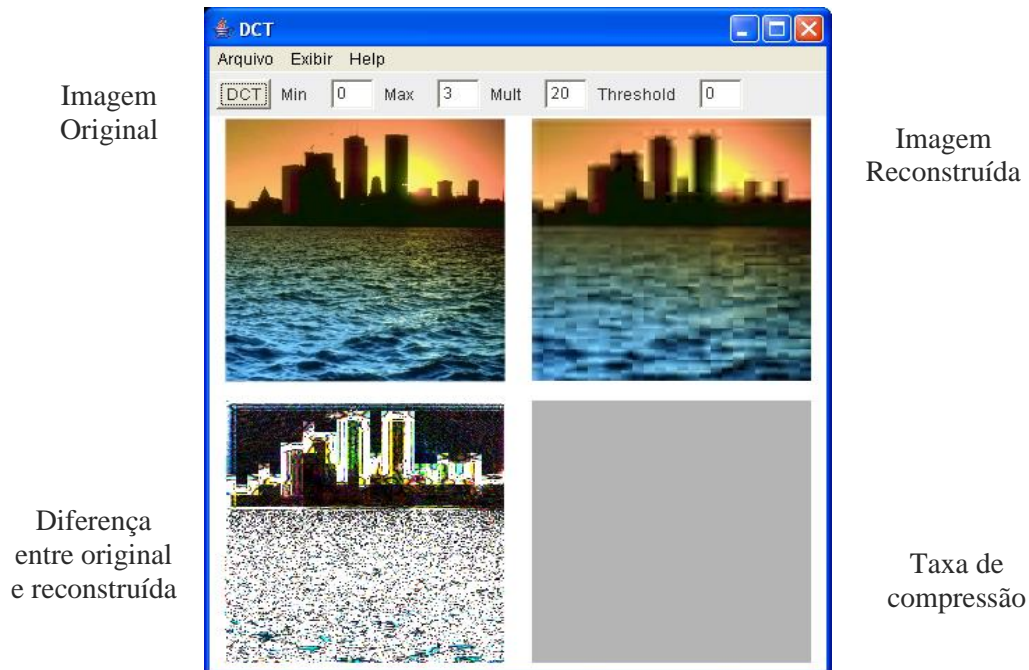 DCT
Arquivo Exibir Help
DCT Min 0 Max 3 Mult 20 Threshold 0
Imagem
Original
Imagem
Reconstruída
Diferença
entre original
e reconstruída
Taxa de
compressão